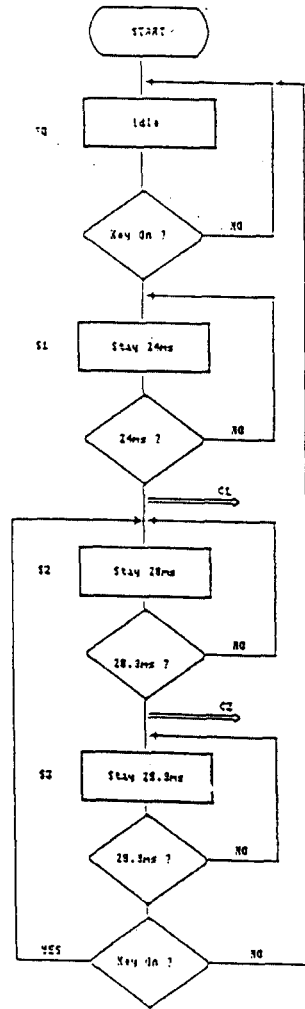 START
Idle
Key On ?
NO
S1
Stay 24ms
24ms ?
NO
C1
S2
Stay 28ms
28.3ms ?
NO
C2
S3
Stay 28.3ms
28.3ms ?
NO
YES
Key On ?
NO